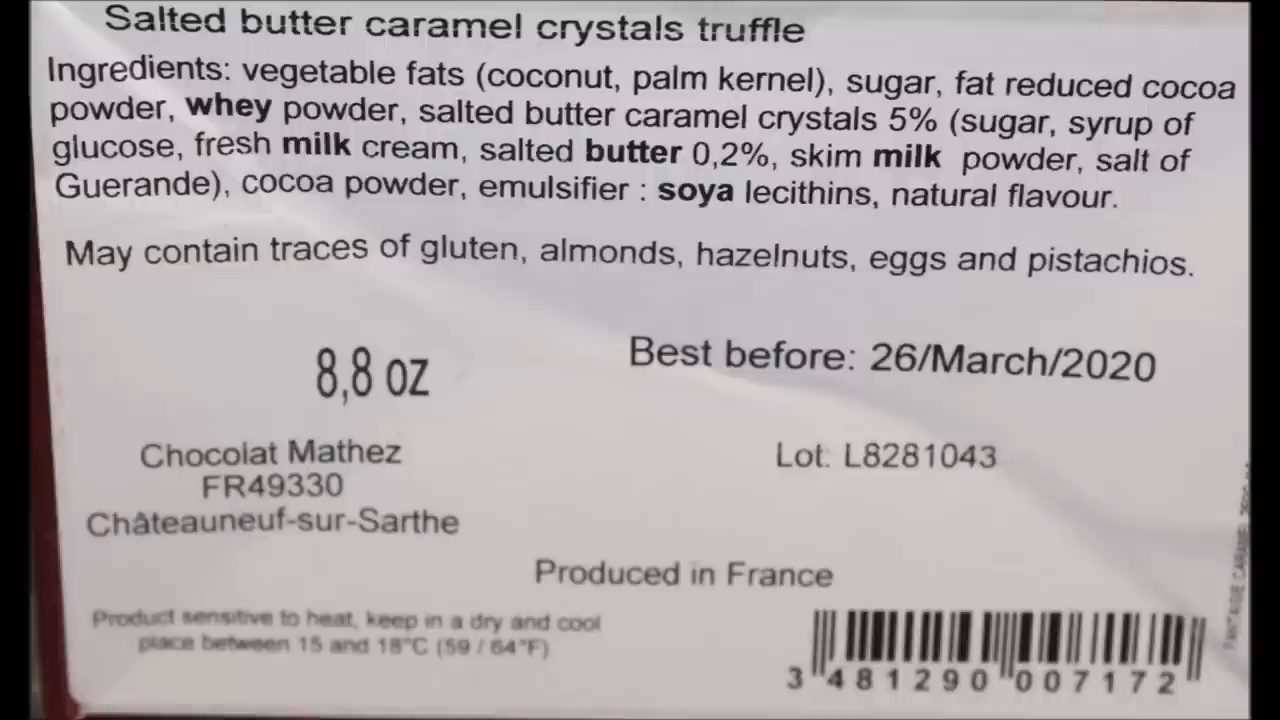 Salted butter caramel crystals truffle
Ingredients: vegetable fats (coconut, palm kernel), sugar, fat reduced cocoa
powder, whey powder, salted butter caramel crystals 5% (sugar, syrup of
glucose, fresh milk cream, salted butter 0,2%, skim milk powder, salt of
Guerande), cocoa powder, emulsifier : soya lecithins, natural flavour.
May contain traces of gluten, almonds, hazelnuts, eggs and pistachios.
8,8 oz
Best before: 26/March/2020
Chocolat Mathez
FR49330
Châteauneuf-sur-Sarthe
Lot: L8281043
Produced in France
Product sensitive to heat, keep in a dry and cool
place between 15 and 18°C (59 / 64°F)
3 481290 007172
FANTAISIE CARAMEL